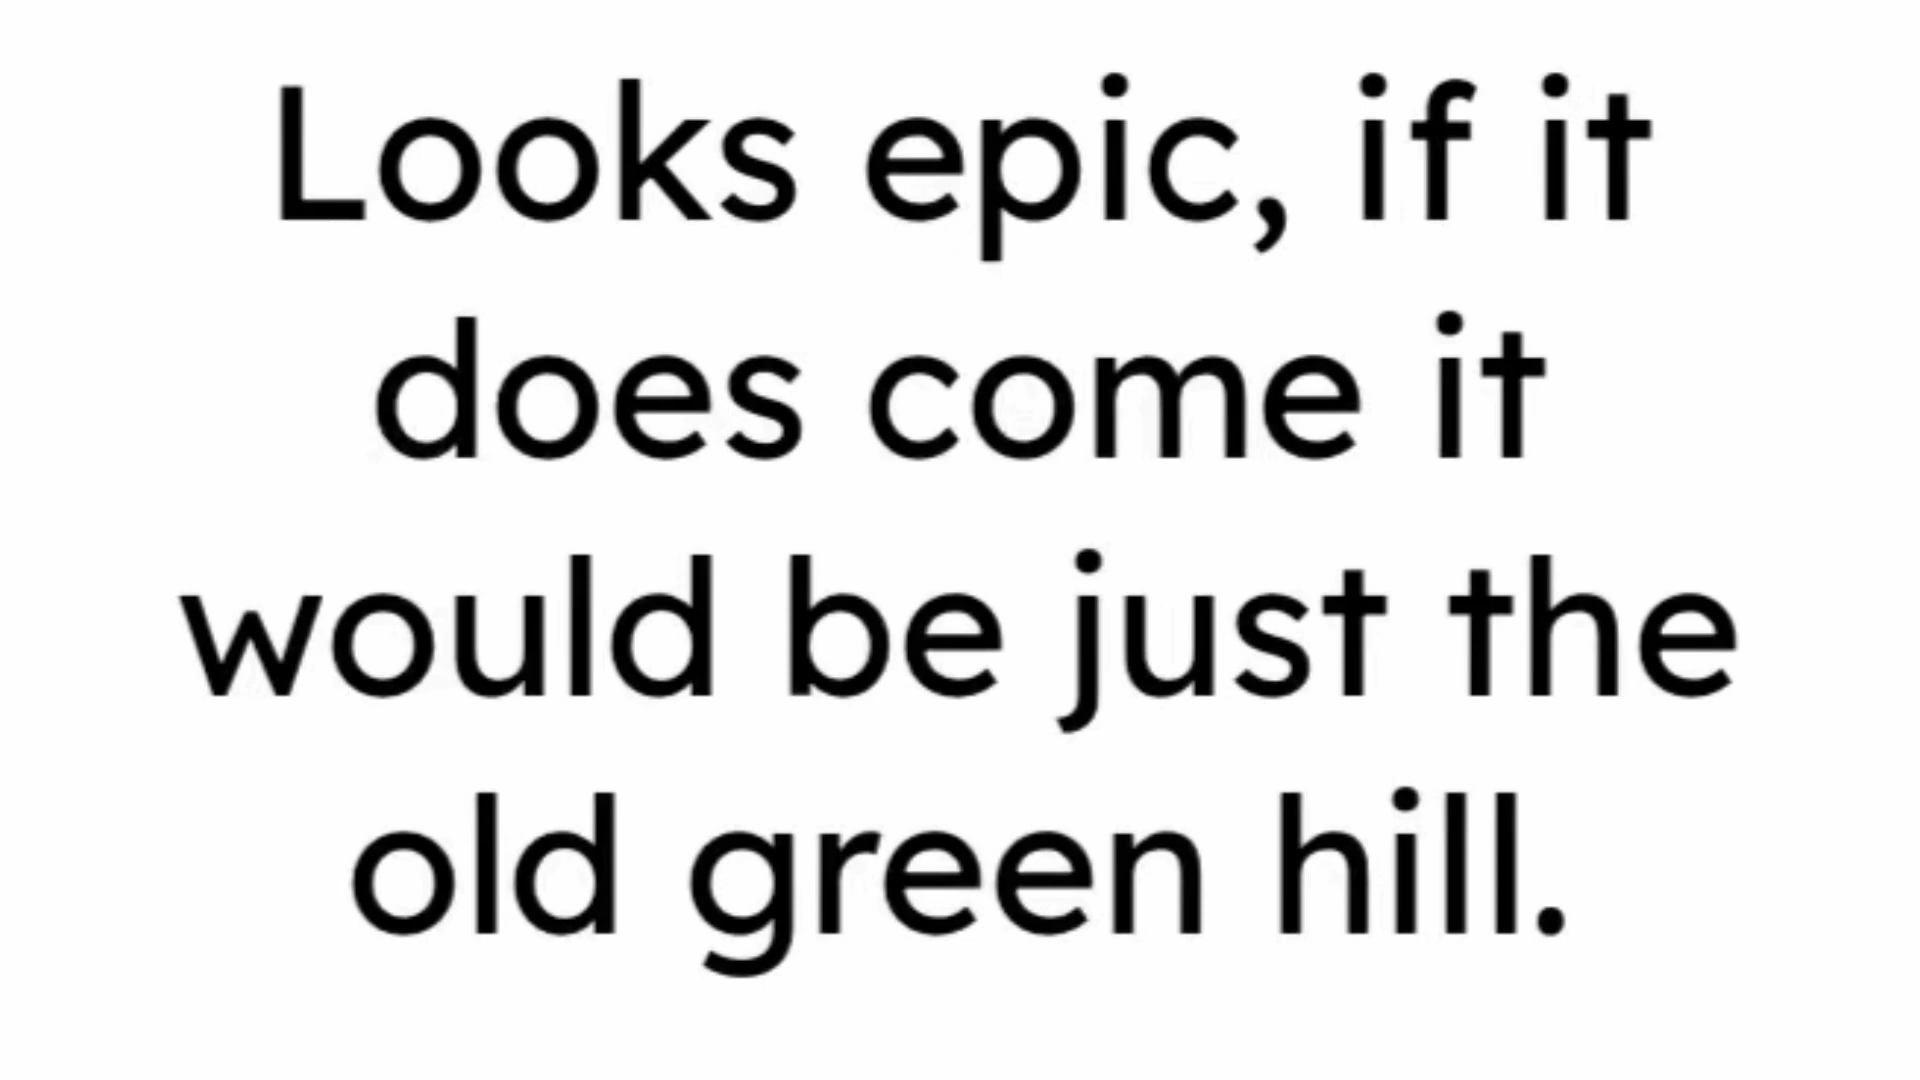 Looks epic, if it
does come it
would be just the
old green hill.